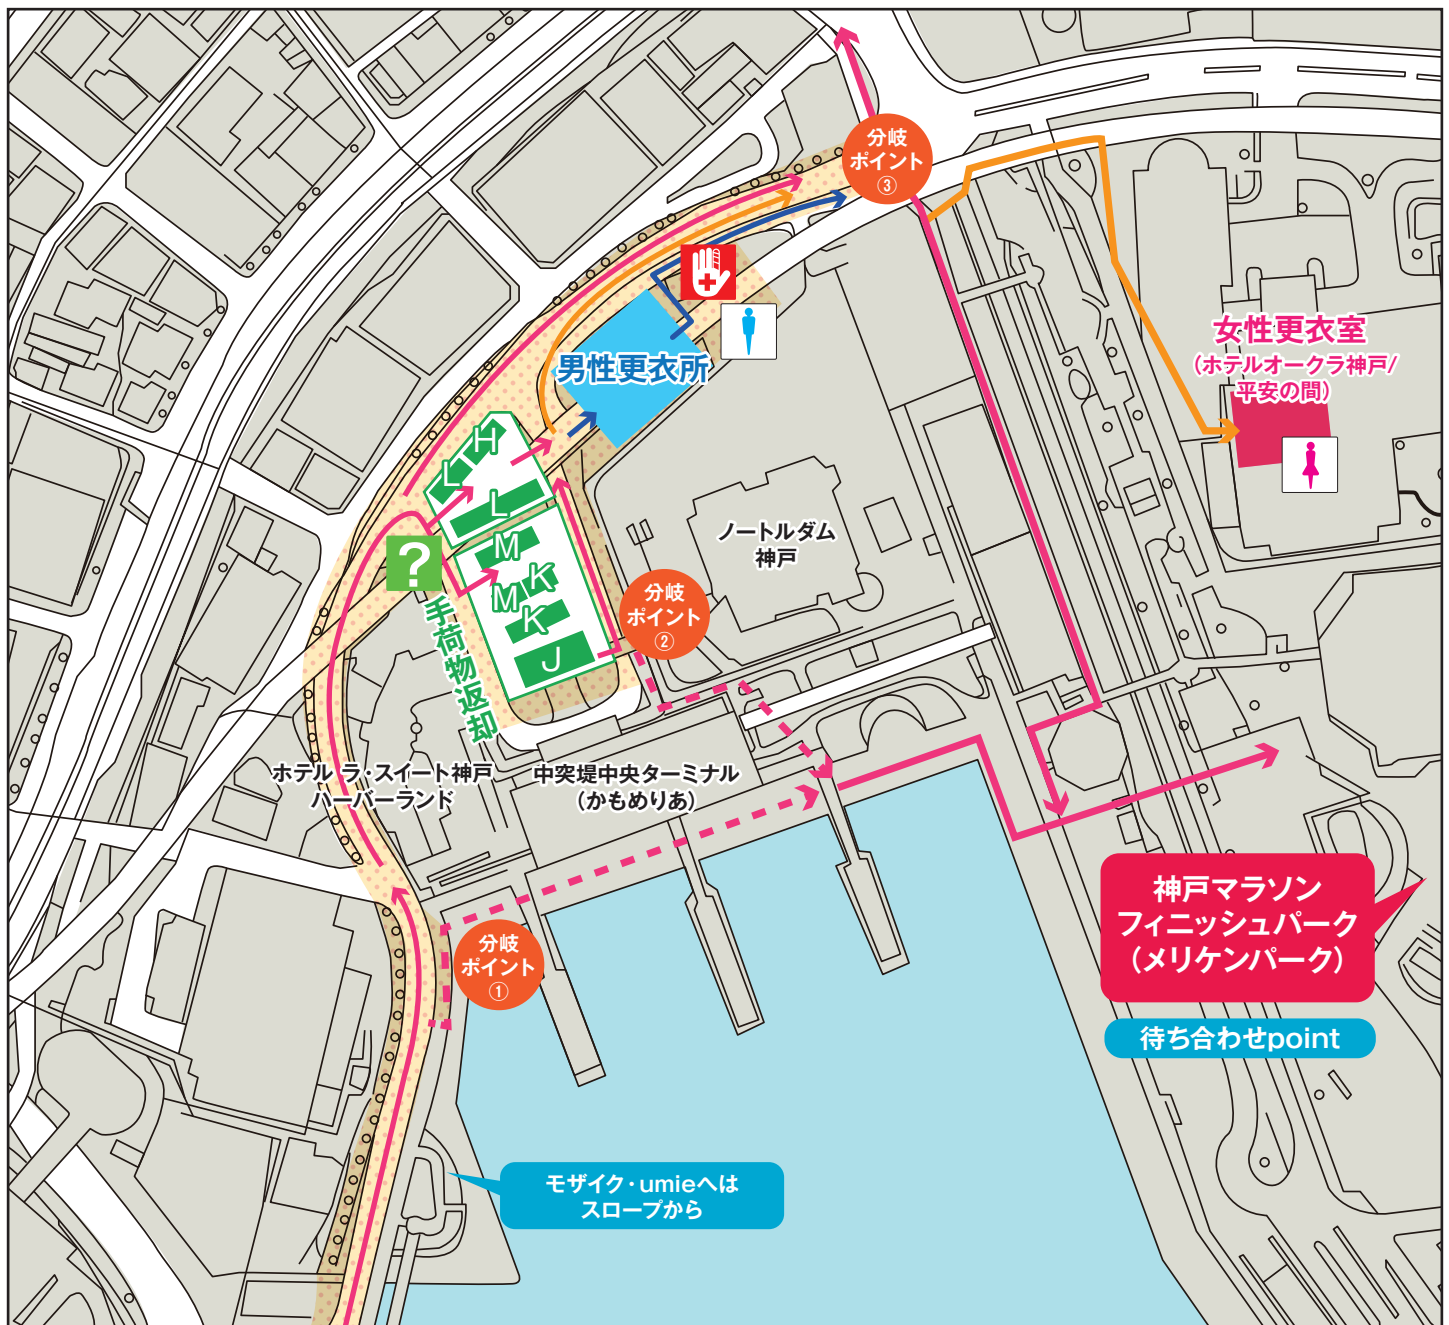 分岐
ポイント
③
女性更衣室
(ホテルオークラ神戸/
平安の間)
男性更衣所
H
L
L
M
K
M
K
J
?
手荷物返却
ノートルダム
神戸
分岐
ポイント
②
ホテル ラ・スイート神戸
ハーバーランド
中突堤中央ターミナル
(かもめりあ)
分岐
ポイント
①
神戸マラソン
フィニッシュパーク
(メリケンパーク)
待ち合わせpoint
モザイク・umieへは
スロープから